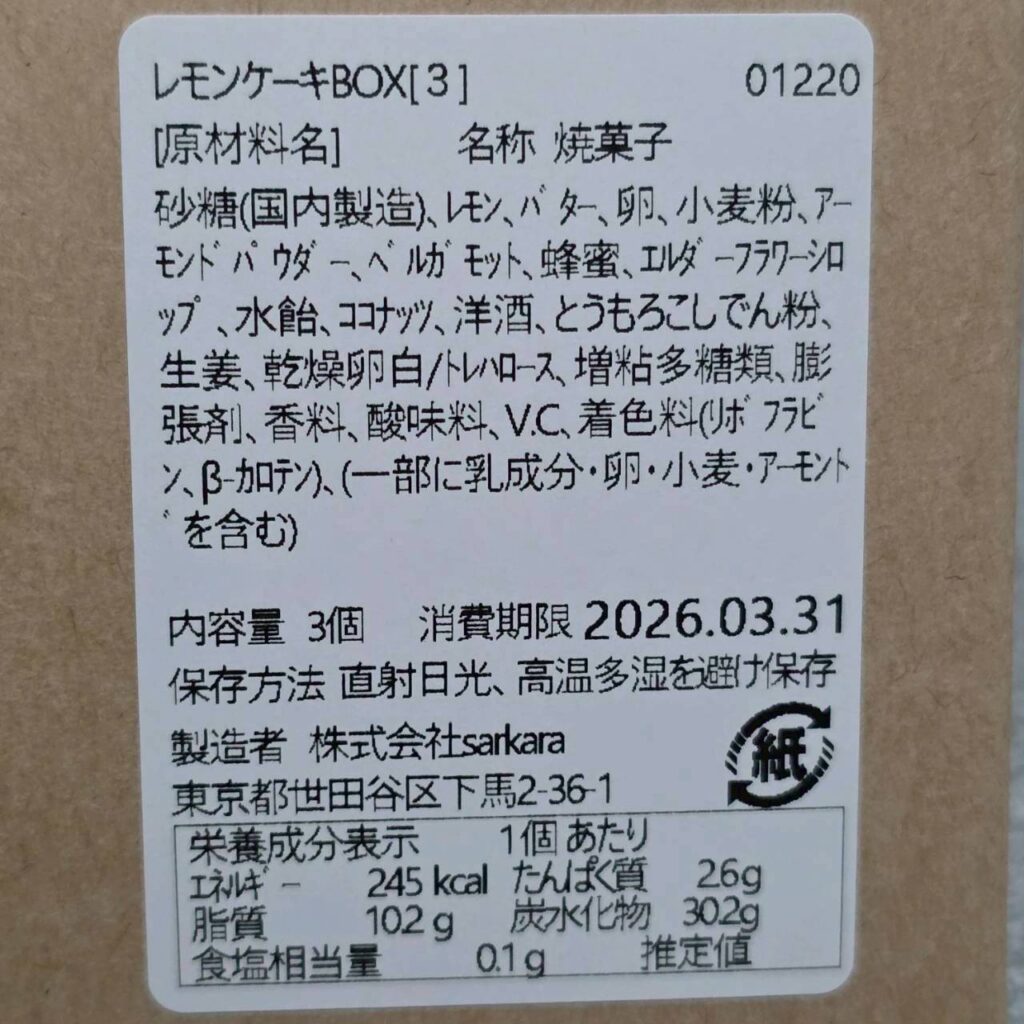 レモンケーキBOX[3] 01220
[原材料名] 名称 焼菓子
砂糖(国内製造)、ﾚﾓﾝ、ﾊﾞﾀｰ、卵、小麦粉、ｱｰ
ﾓﾝﾄﾞﾊﾟｳﾀﾞｰ、ﾍﾞﾙｶﾞﾓｯﾄ、蜂蜜、ｴﾙﾀﾞｰﾌﾗﾜｰｼﾛ
ｯﾌﾟ、水飴、ｺｺﾅｯﾂ、洋酒、とうもろこしでん粉、
生姜、乾燥卵白/ﾄﾚﾊﾛｰｽ、増粘多糖類、膨
張剤、香料、酸味料、V.C、着色料(ﾘﾎﾞﾌﾗﾋﾞ
ﾝ、β-ｶﾛﾃﾝ)、(一部に乳成分・卵・小麦・ｱｰﾓﾝﾄ
ﾞを含む)
内容量 3個 消費期限 2026.03.31
保存方法 直射日光、高温多湿を避け保存
製造者 株式会社sarkara
東京都世田谷区下馬2-36-1
紙
栄養成分表示 1個あたり
ｴﾈﾙｷﾞｰ 245 kcal たんぱく質 2.6g
脂質 10.2 g 炭水化物 30.2g
食塩相当量 0.1 g 推定値